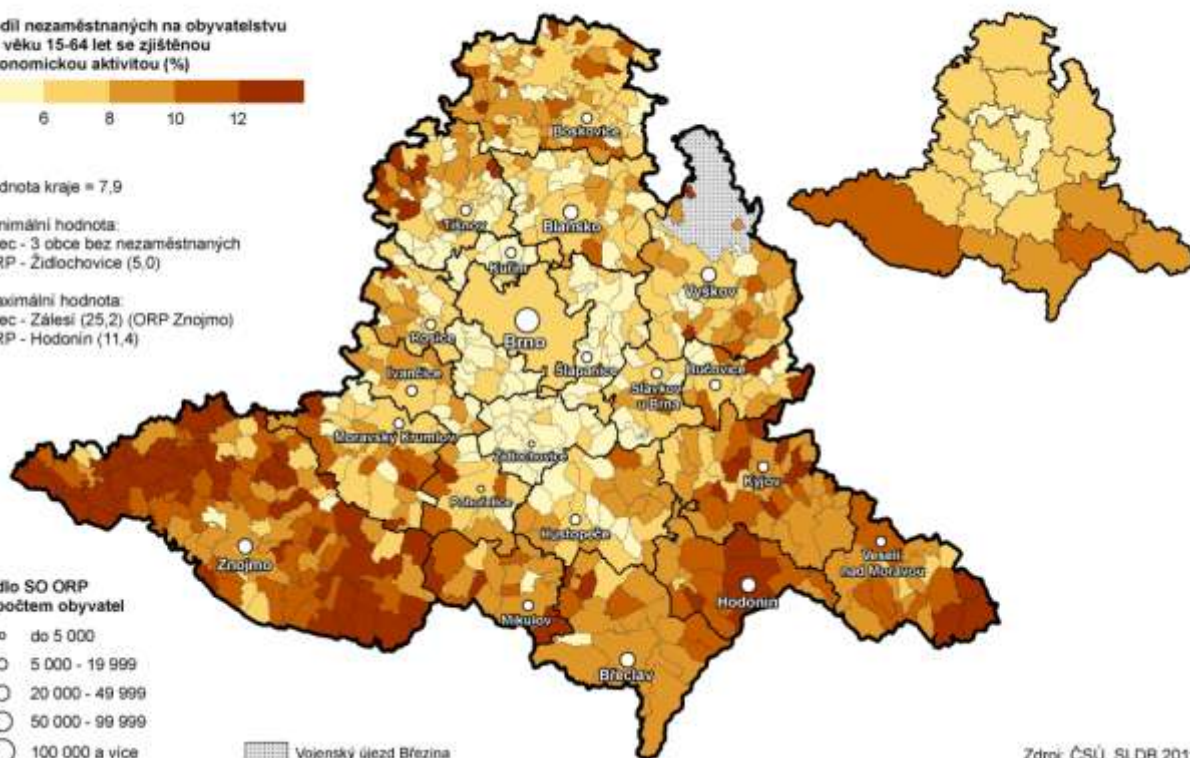 díl nezaměstnaných na obyvatelstvu
věku 15-64 let se zjištěnou
onomickou aktivitou (%)
6 8 10 12
dnota kraje = 7,9
nimální hodnota:
ec - 3 obce bez nezaměstnaných
RP - Židlochovice (5,0)
aximální hodnota:
ec - Zálesí (25,2) (ORP Znojmo)
RP - Hodonín (11,4)
Boskovice
Tišnov
Blansko
Kuřim
Vyškov
Rosice
Brno
Šlapanice
Bučovice
Ivančice
Slavkov
u Brna
Moravský Krumlov
Židlochovice
Kyjov
Pohořelice
Hustopeče
Znojmo
Veselí
nad Moravou
Hodonín
Mikulov
Břeclav
dlo SO ORP
počtem obyvatel
do 5 000
5 000 - 19 999
20 000 - 49 999
50 000 - 99 999
100 000 a více
Vojenský újezd Březina
Zdroj: ČSÚ, SLDB 201